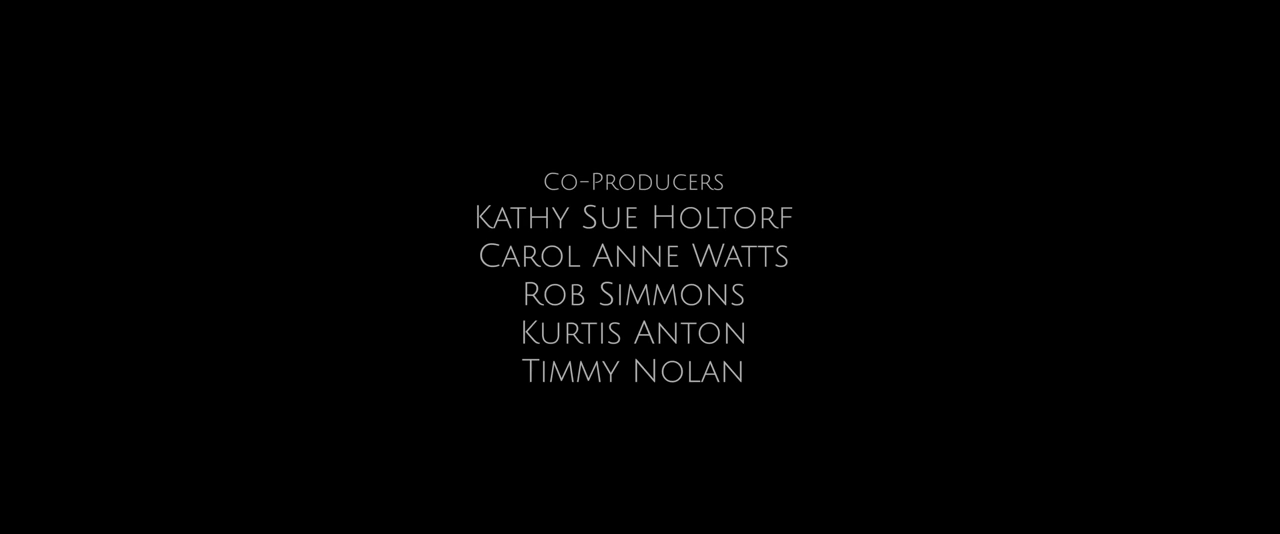 Co-Producers
Kathy Sue Holtorf
Carol Anne Watts
Rob Simmons
Kurtis Anton
Timmy Nolan